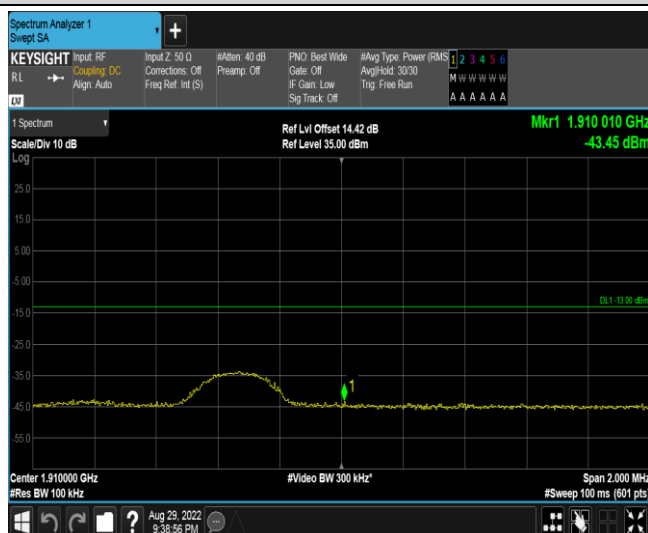 Spectrum Analyzer 1
Swept SA
+
KEYSIGHT
RL
Input: RF
Coupling: DC
Align: Auto
Input Z: 50 Ω
Corrections: Off
Freq Ref: Int (S)
#Atten: 40 dB
Preamp: Off
PNO: Best Wide
Gate: Off
IF Gain: Low
Sig Track: Off
#Avg Type: Power (RMS
Avg|Hold: 30/30
Trig: Free Run
1 2 3 4 5 6
M W W W W W
A A A A A A
LXI
1 Spectrum
Scale/Div 10 dB
Ref Lvl Offset 14.42 dB
Ref Level 35.00 dBm
Mkr1 1.910 010 GHz
-43.45 dBm
Log
25.0
15.0
5.00
-5.00
DL1 -13.00 dBm
-15.0
-35.0
1
-45.0
-55.0
Center 1.910000 GHz
#Video BW 300 kHz*
Span 2.000 MHz
#Res BW 100 kHz
#Sweep 100 ms (601 pts)
?
Aug 29, 2022
9:38:56 PM